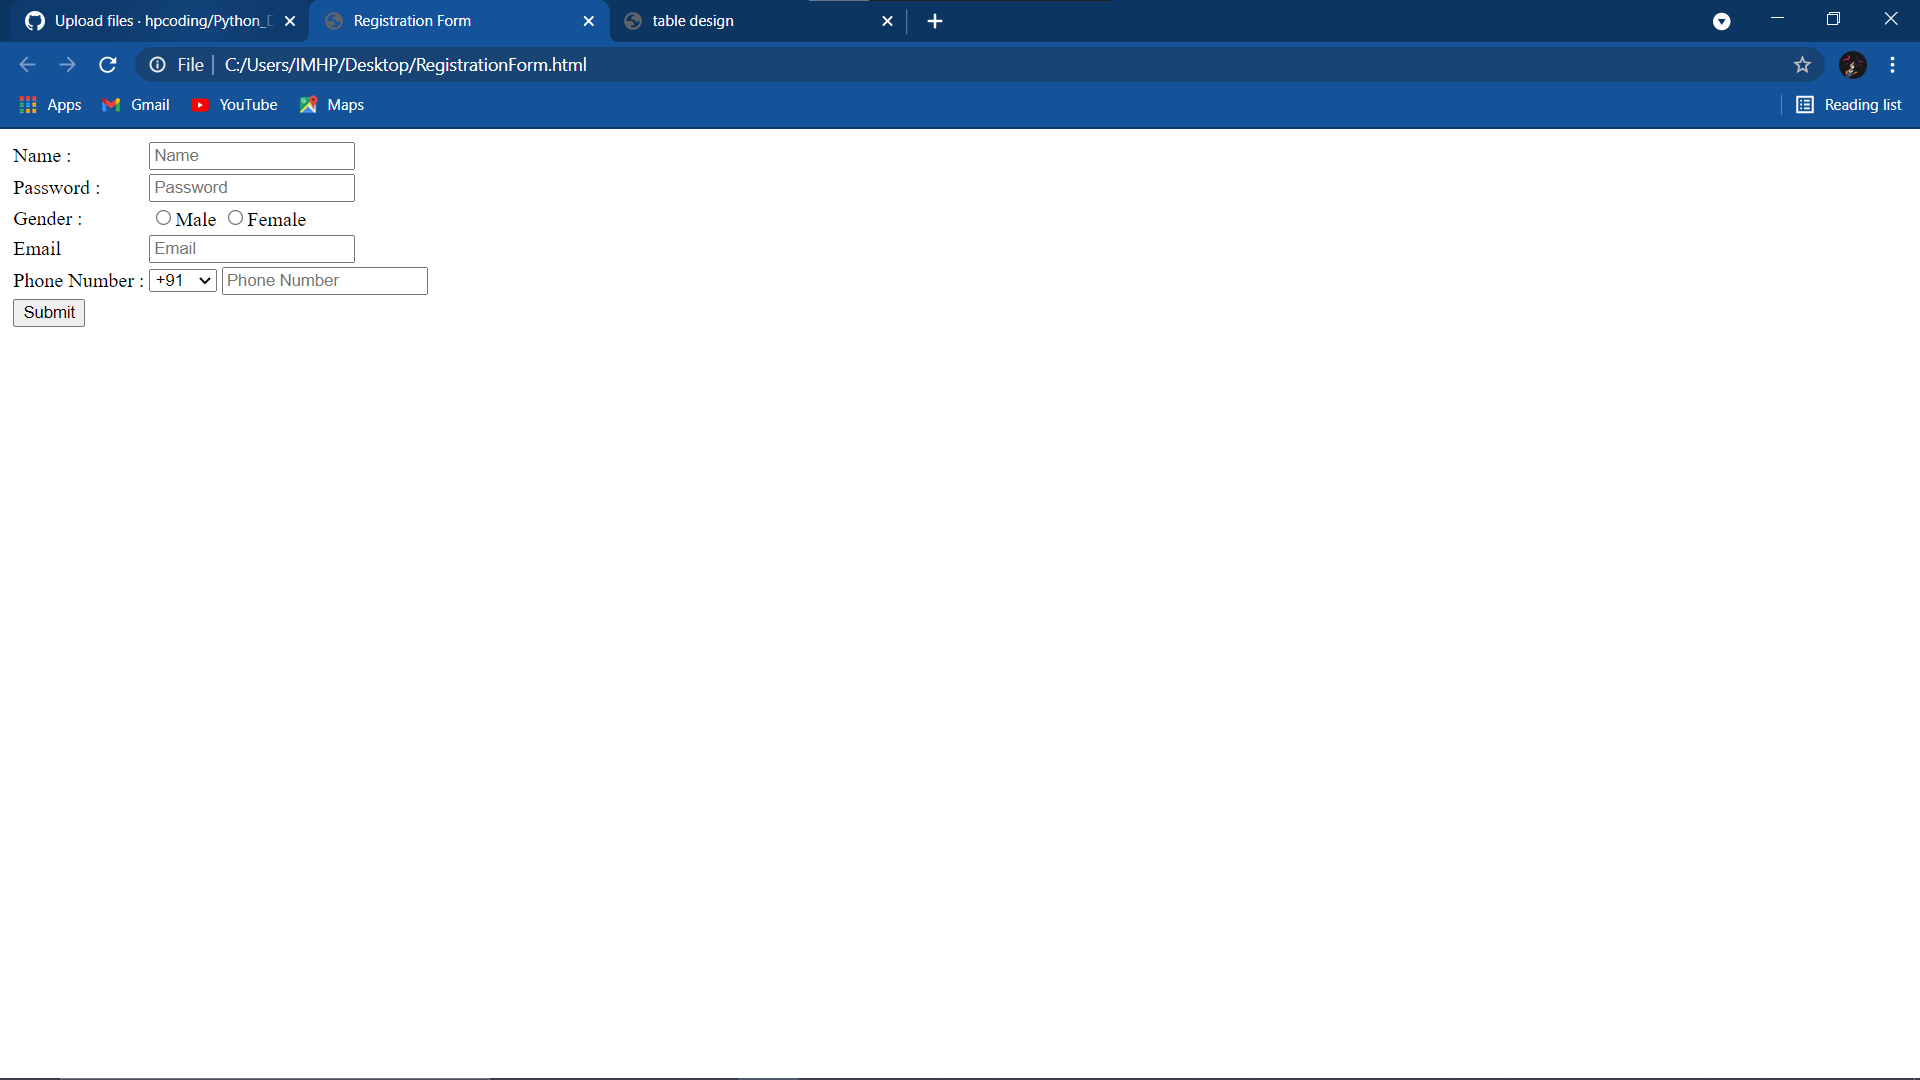 Upload files · hpcoding/Python_D
Registration Form
table design
File
C:/Users/IMHP/Desktop/RegistrationForm.html
Apps
Gmail
YouTube
Maps
Reading list
Name :
Name
Password :
Password
Gender :
Male
Female
Email
Email
Phone Number :
+91
Phone Number
Submit